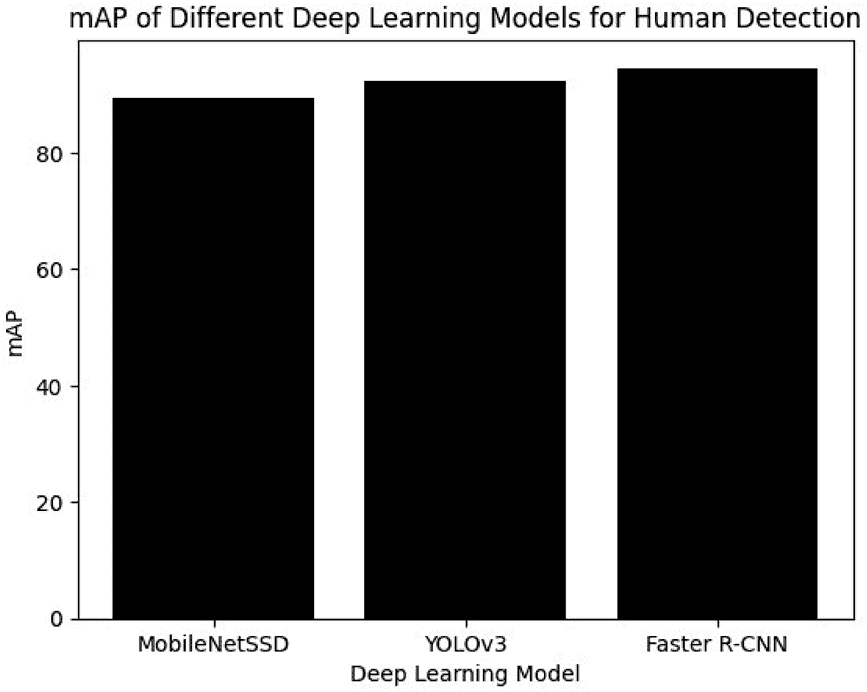 mAP of Different Deep Learning Models for Human Detection
80
60
40
20
0
mAP
MobileNetSSD YOLOv3 Faster R-CNN
Deep Learning Model